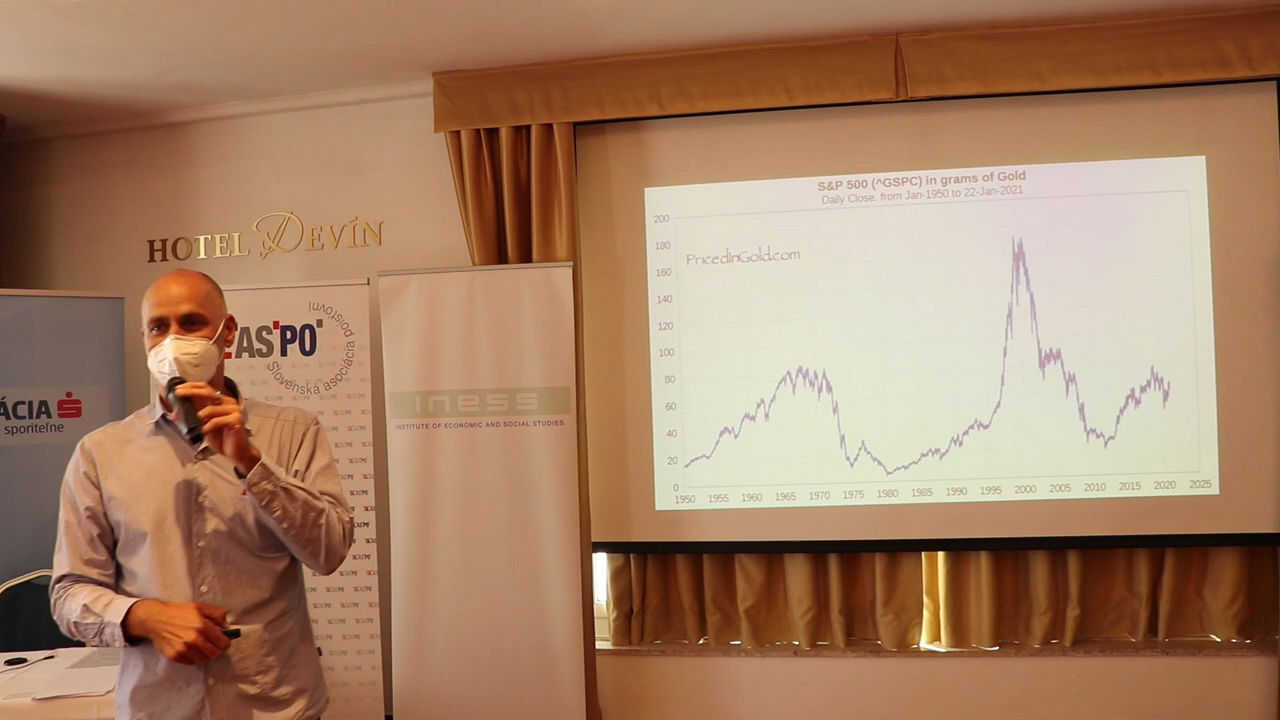 HOTEL DEVÍN
ÁCIA
sporiteľne
AS PO
Slovenská asociácia poisťovní
iness
INSTITUTE OF ECONOMIC AND SOCIAL STUDIES
S&P 500 (^GSPC) in grams of Gold
Daily Close, from Jan-1950 to 22-Jan-2021
PricedInGold.com
200
180
160
140
120
100
80
60
40
20
0
1950 1955 1960 1965 1970 1975 1980 1985 1990 1995 2000 2005 2010 2015 2020 2025